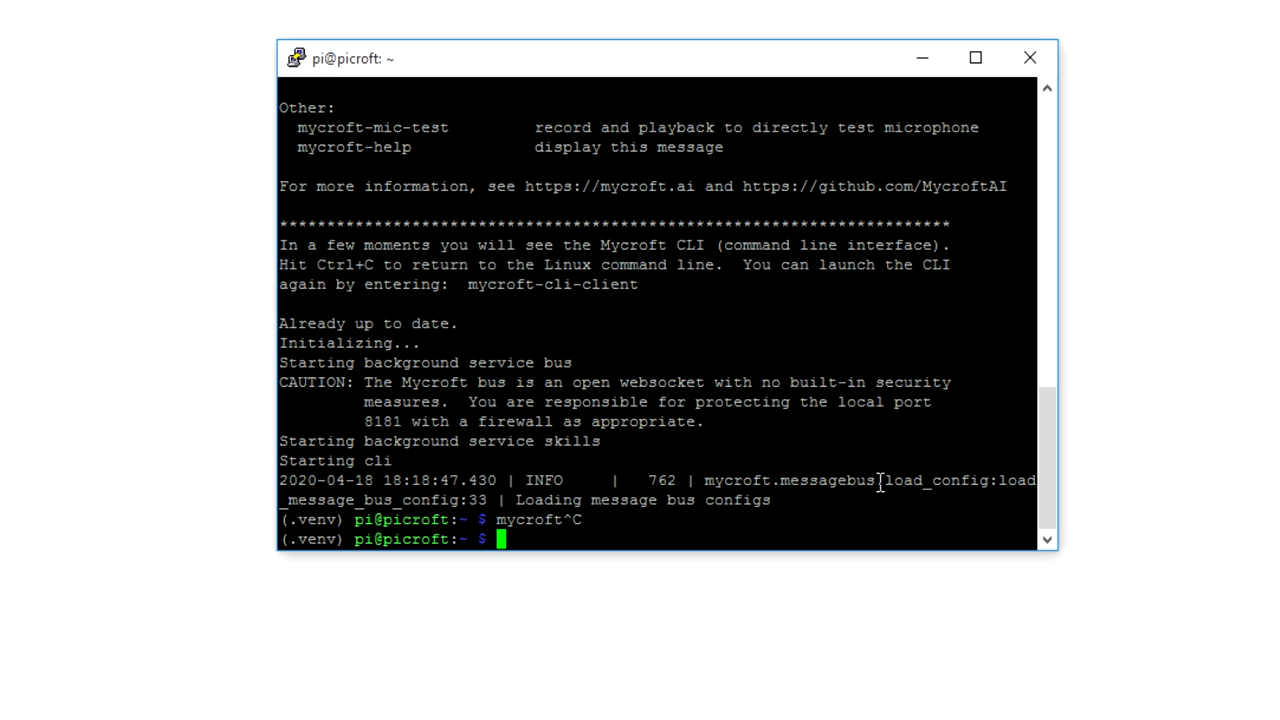 pi@picroft: ~
Other:
mycroft-mic-test record and playback to directly test microphone
mycroft-help display this message
For more information, see https://mycroft.ai and https://github.com/MycroftAI
***********************************************************************
In a few moments you will see the Mycroft CLI (command line interface).
Hit Ctrl+C to return to the Linux command line. You can launch the CLI
again by entering: mycroft-cli-client
Already up to date.
Initializing...
Starting background service bus
CAUTION: The Mycroft bus is an open websocket with no built-in security
measures. You are responsible for protecting the local port
8181 with a firewall as appropriate.
Starting background service skills
Starting cli
2020-04-18 18:18:47.430 | INFO | 762 | mycroft.messagebus.load_config:load
_message_bus_config:33 | Loading message bus configs
(.venv) pi@picroft:~ $ mycroft^C
(.venv) pi@picroft:~ $